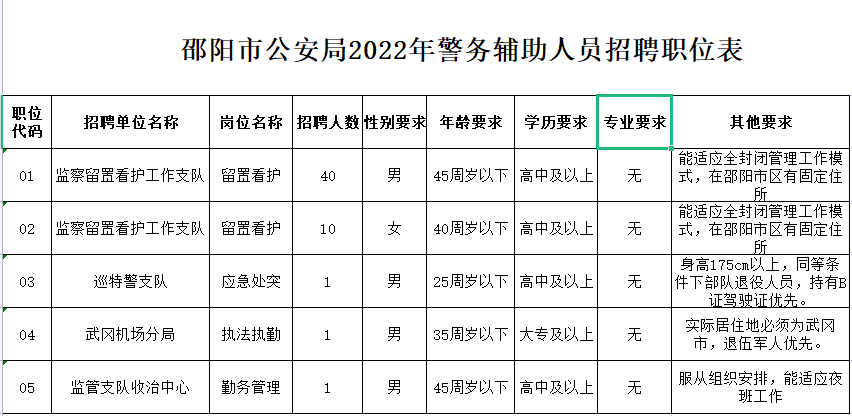 邵阳市公安局2022年警务辅助人员招聘职位表
职位代码 招聘单位名称 岗位名称 招聘人数 性别要求 年龄要求 学历要求 专业要求 其他要求
01 监察留置看护工作支队 留置看护 40 男 45周岁以下 高中及以上 无 能适应全封闭管理工作模式，在邵阳市区有固定住所
02 监察留置看护工作支队 留置看护 10 女 40周岁以下 高中及以上 无 能适应全封闭管理工作模式，在邵阳市区有固定住所
03 巡特警支队 应急处突 1 男 25周岁以下 高中及以上 无 身高175cm以上，同等条件下部队退役人员，持有B证驾驶证优先。
04 武冈机场分局 执法执勤 1 男 35周岁以下 大专及以上 无 实际居住地必须为武冈市，退伍军人优先。
05 监管支队收治中心 勤务管理 1 男 45周岁以下 高中及以上 无 服从组织安排，能适应夜班工作